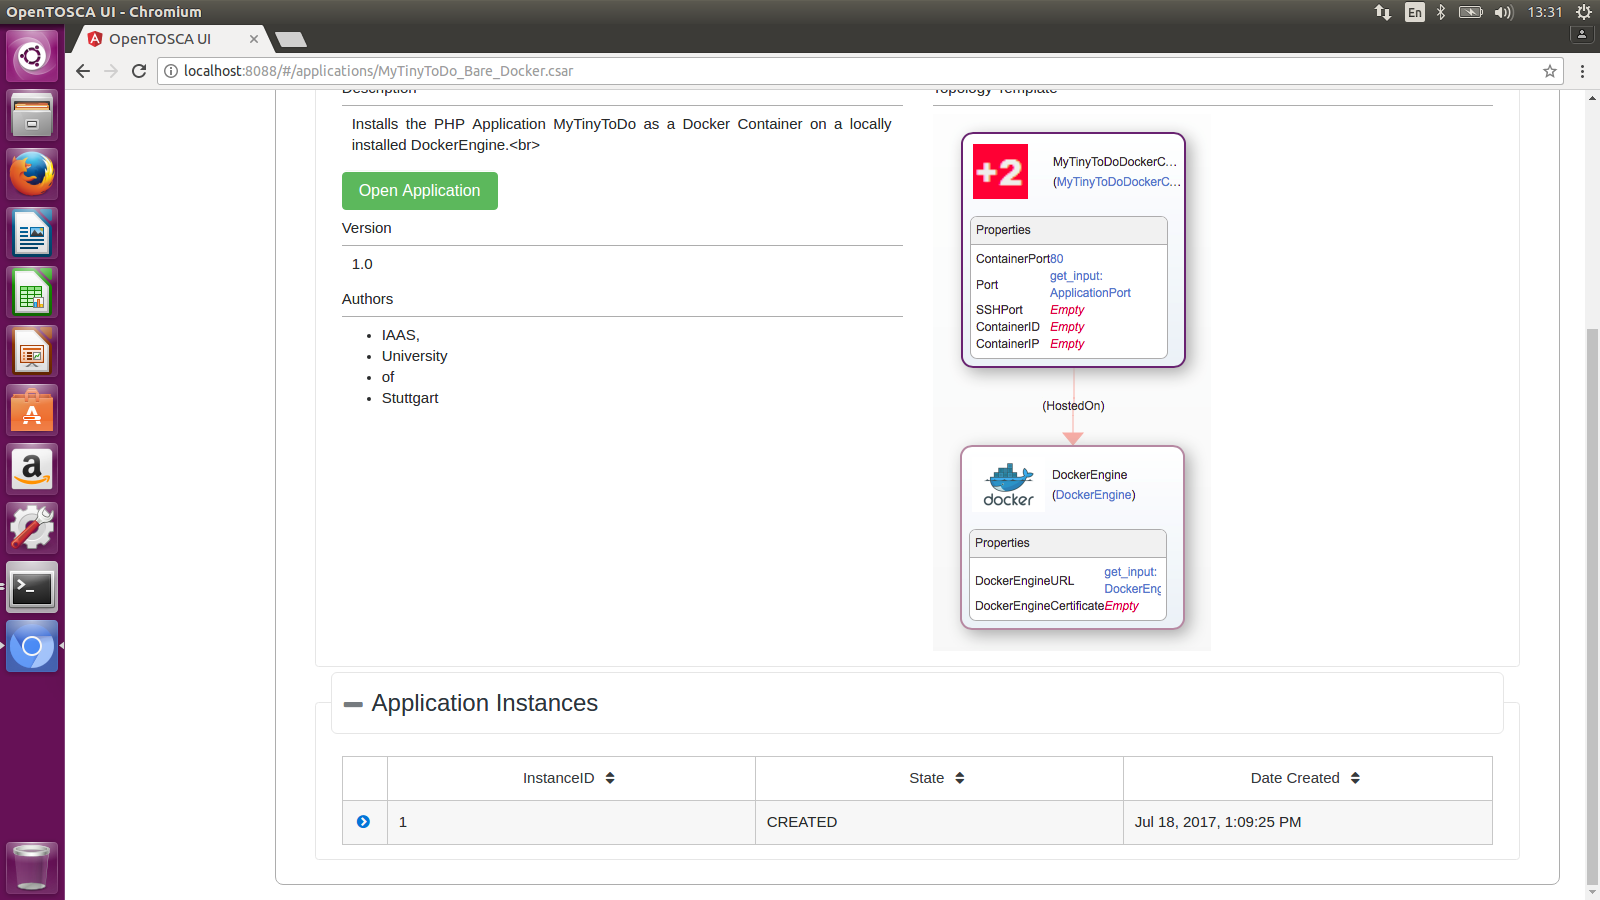 OpenTOSCA UI - Chromium
En
13:31
OpenTOSCA UI
localhost:8088/#/applications/MyTinyToDo_Bare_Docker.csar
Description
Installs the PHP Application MyTinyToDo as a Docker Container on a locally
installed DockerEngine.<br>
Open Application
Version
1.0
Authors
IAAS,
University
of
Stuttgart
Topology Template
+2
MyTinyToDoDockerC...
(MyTinyToDoDockerC...
Properties
ContainerPort 80
Port get_input:
ApplicationPort
SSHPort Empty
ContainerID Empty
ContainerIP Empty
(HostedOn)
docker
DockerEngine
(DockerEngine)
Properties
DockerEngineURL get_input:
DockerEng
DockerEngineCertificate Empty
Application Instances
InstanceID State Date Created
1 CREATED Jul 18, 2017, 1:09:25 PM